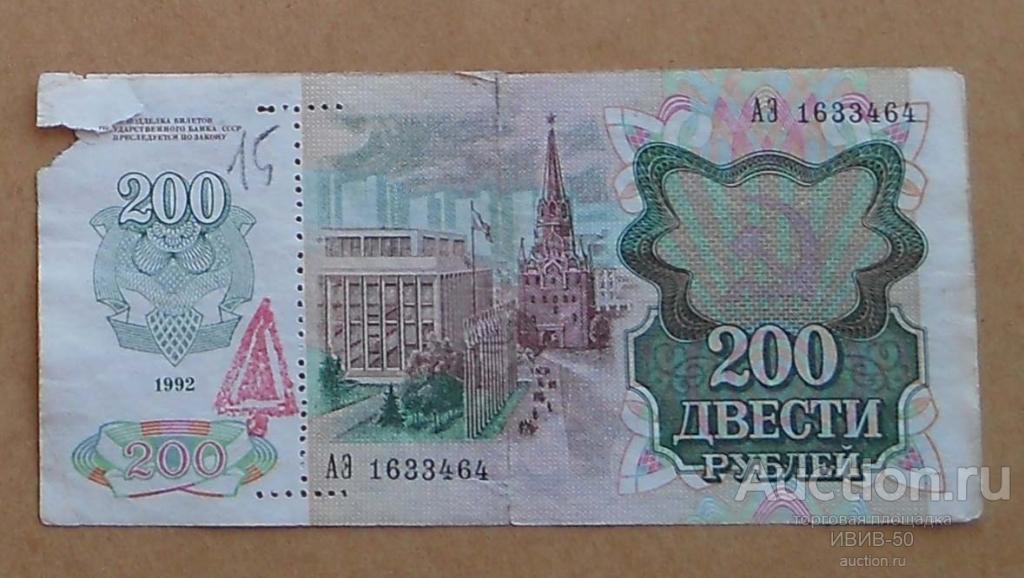 ПОДДЕЛКА БИЛЕТОВ
ГОСУДАРСТВЕННОГО БАНКА СССР
ПРЕСЛЕДУЕТСЯ ПО ЗАКОНУ
15
200
1992
200
АЭ 1633464
АЭ 1633464
200
ДВЕСТИ
РУБЛЕЙ
Auction.ru
торговая площадка
ИВИВ-50
auction.ru